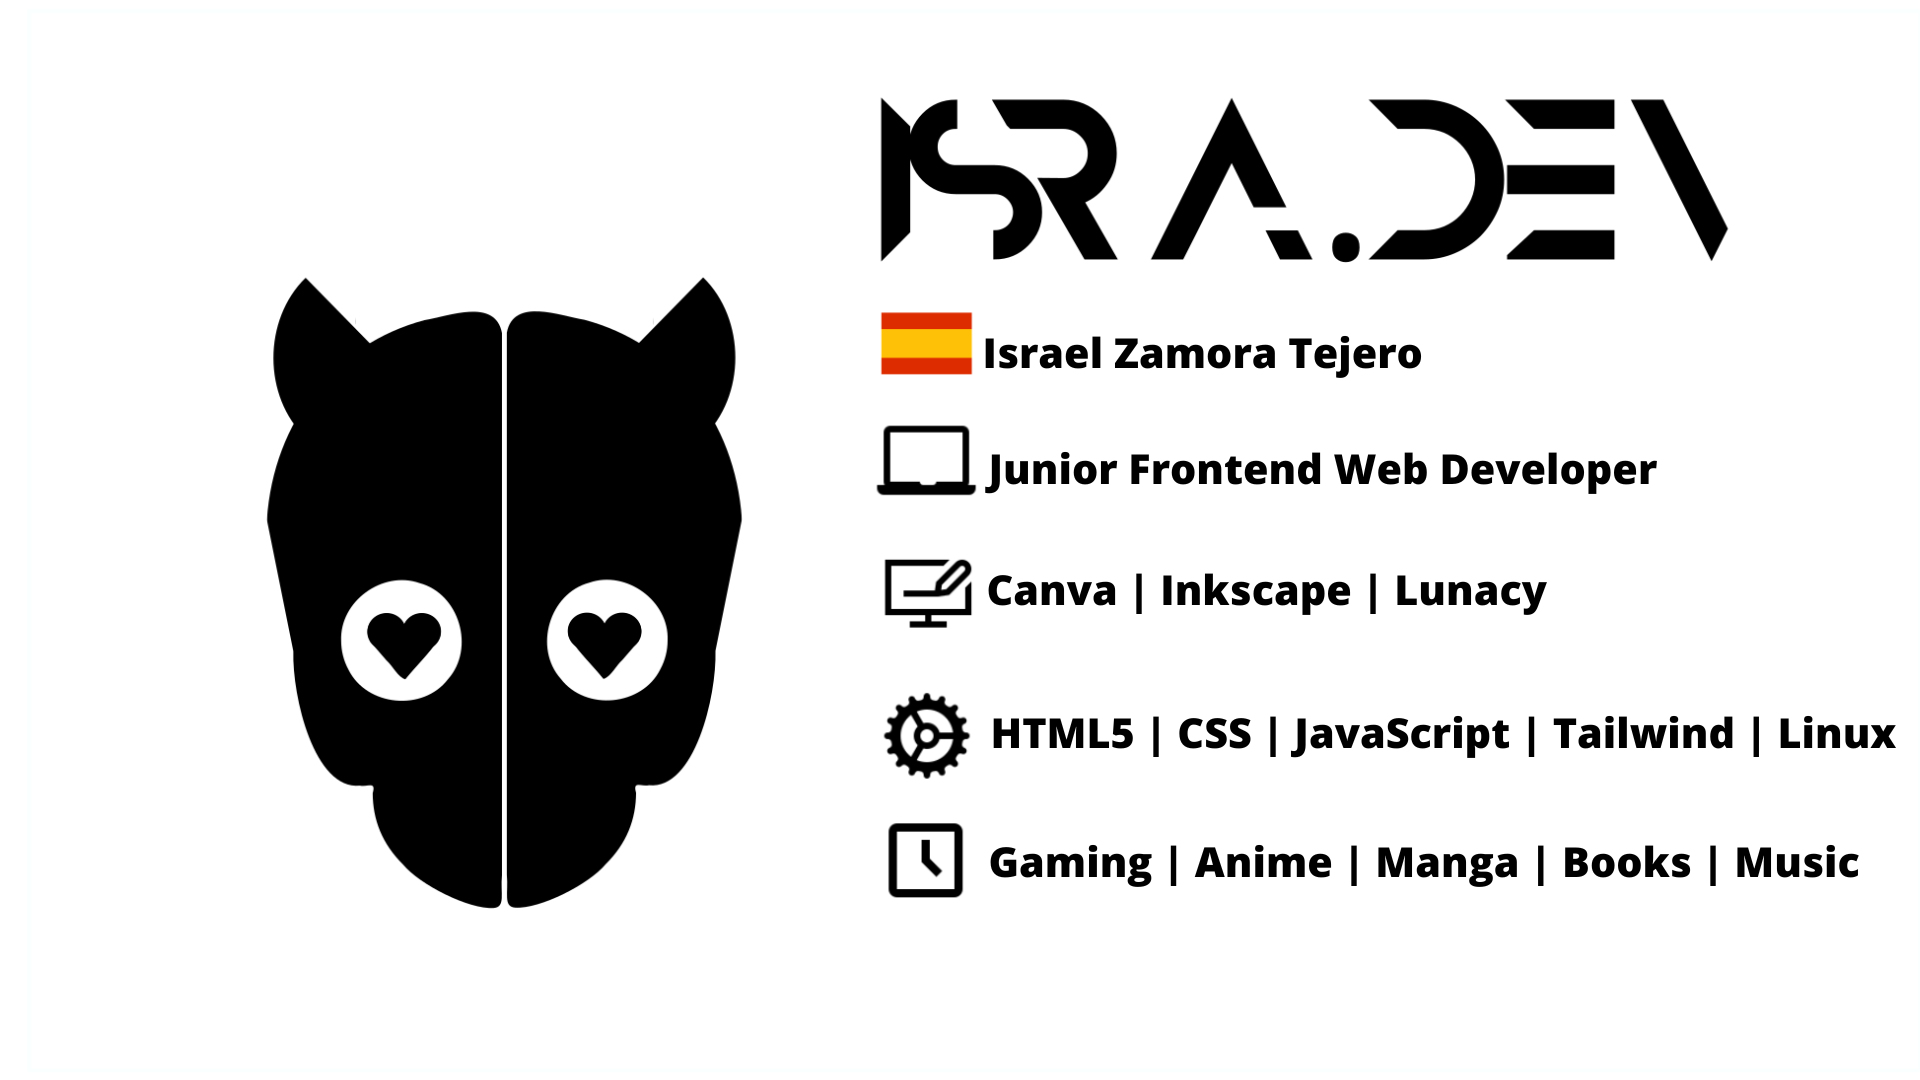 ISRA.DEV
Israel Zamora Tejero
Junior Frontend Web Developer
Canva | Inkscape | Lunacy
HTML5 | CSS | JavaScript | Tailwind | Linux
Gaming | Anime | Manga | Books | Music